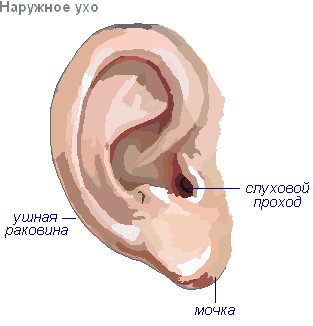 Наружное ухо
слуховой
проход
ушная
раковина
мочка